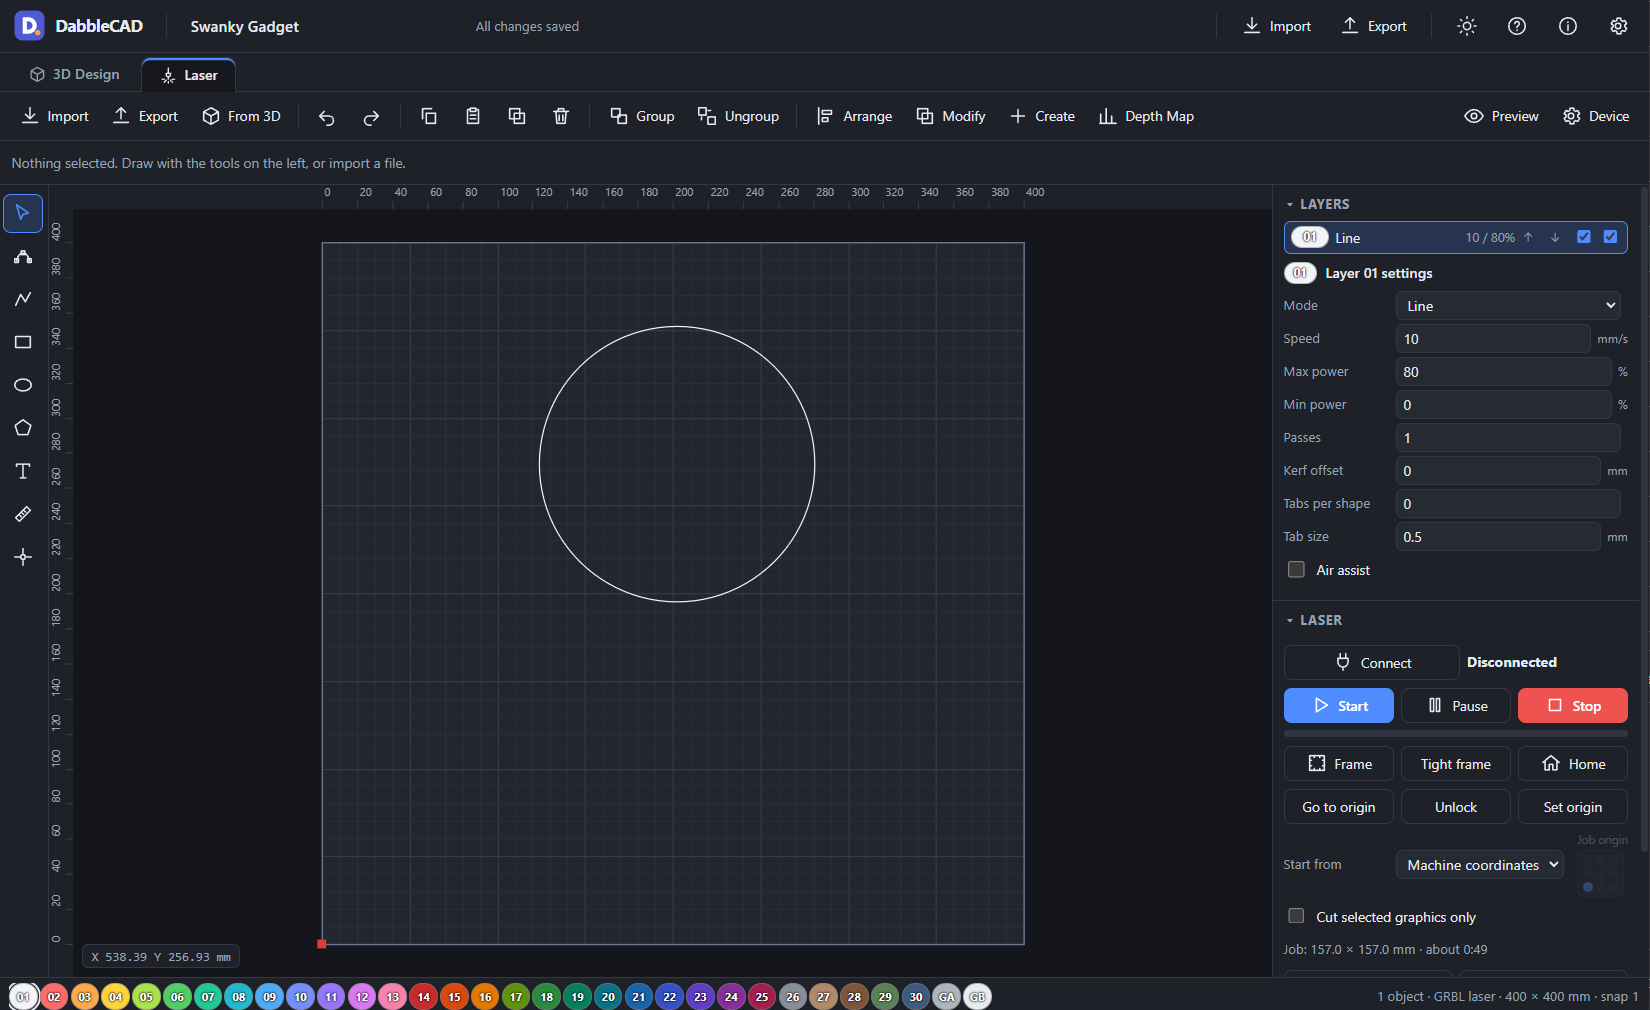 DabbleCAD
Swanky Gadget
All changes saved
Import
Export
3D Design
Laser
Import
Export
From 3D
Group
Ungroup
Arrange
Modify
Create
Depth Map
Preview
Device
Nothing selected. Draw with the tools on the left, or import a file.
0 20 40 60 80 100 120 140 160 180 200 220 240 260 280 300 320 340 360 380 400
400
380
360
340
320
300
280
260
240
220
200
180
160
140
120
100
80
60
40
20
0
X 538.39 Y 256.93 mm
LAYERS
01 Line 10 / 80%
01 Layer 01 settings
Mode Line
Speed 10 mm/s
Max power 80 %
Min power 0 %
Passes 1
Kerf offset 0 mm
Tabs per shape 0
Tab size 0.5 mm
Air assist
LASER
Connect Disconnected
Start Pause Stop
Frame Tight frame Home
Go to origin Unlock Set origin
Job origin
Start from Machine coordinates
Cut selected graphics only
Job: 157.0 × 157.0 mm · about 0:49
01 02 03 04 05 06 07 08 09 10 11 12 13 14 15 16 17 18 19 20 21 22 23 24 25 26 27 28 29 30 GA GB
1 object · GRBL laser · 400 × 400 mm · snap 1